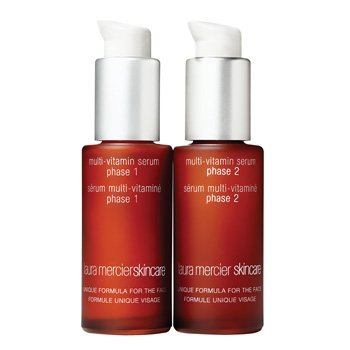 multi-vitamin serum
phase 1
sérum multi-vitaminé
phase 1
laura mercierskincare
UNIQUE FORMULA FOR THE FACE
FORMULE UNIQUE VISAGE
multi-vitamin serum
phase 2
sérum multi-vitaminé
phase 2
laura mercier skincare
UNIQUE FORMULA FOR THE FACE
FORMULE UNIQUE VISAGE